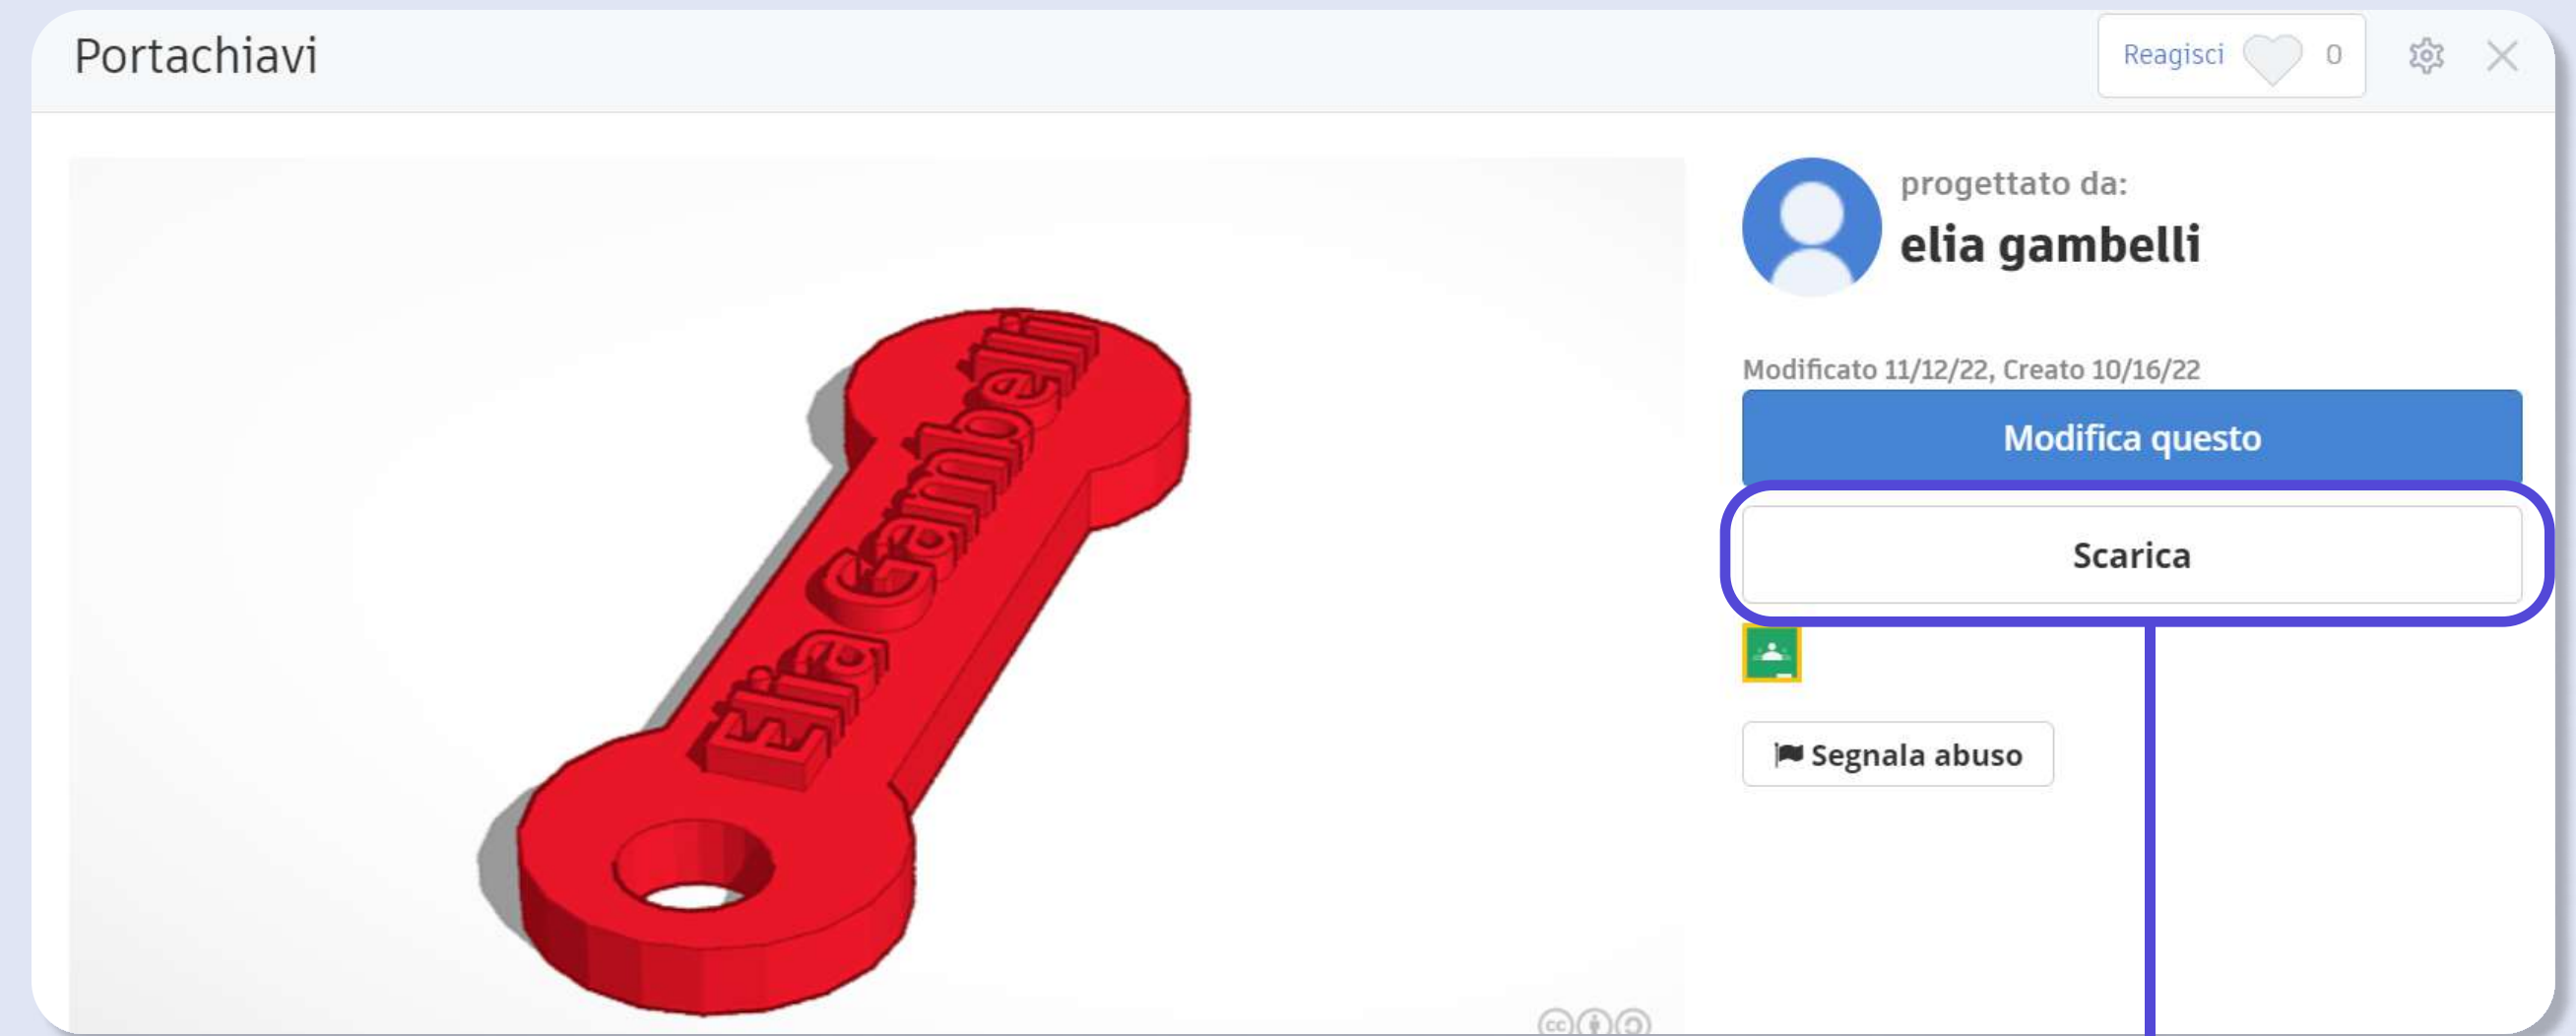 Portachiavi
Reagisci 0
progettato da:
elia gambelli
Modificato 11/12/22, Creato 10/16/22
Modifica questo
Scarica
Segnala abuso
Elia Gambelli
cc